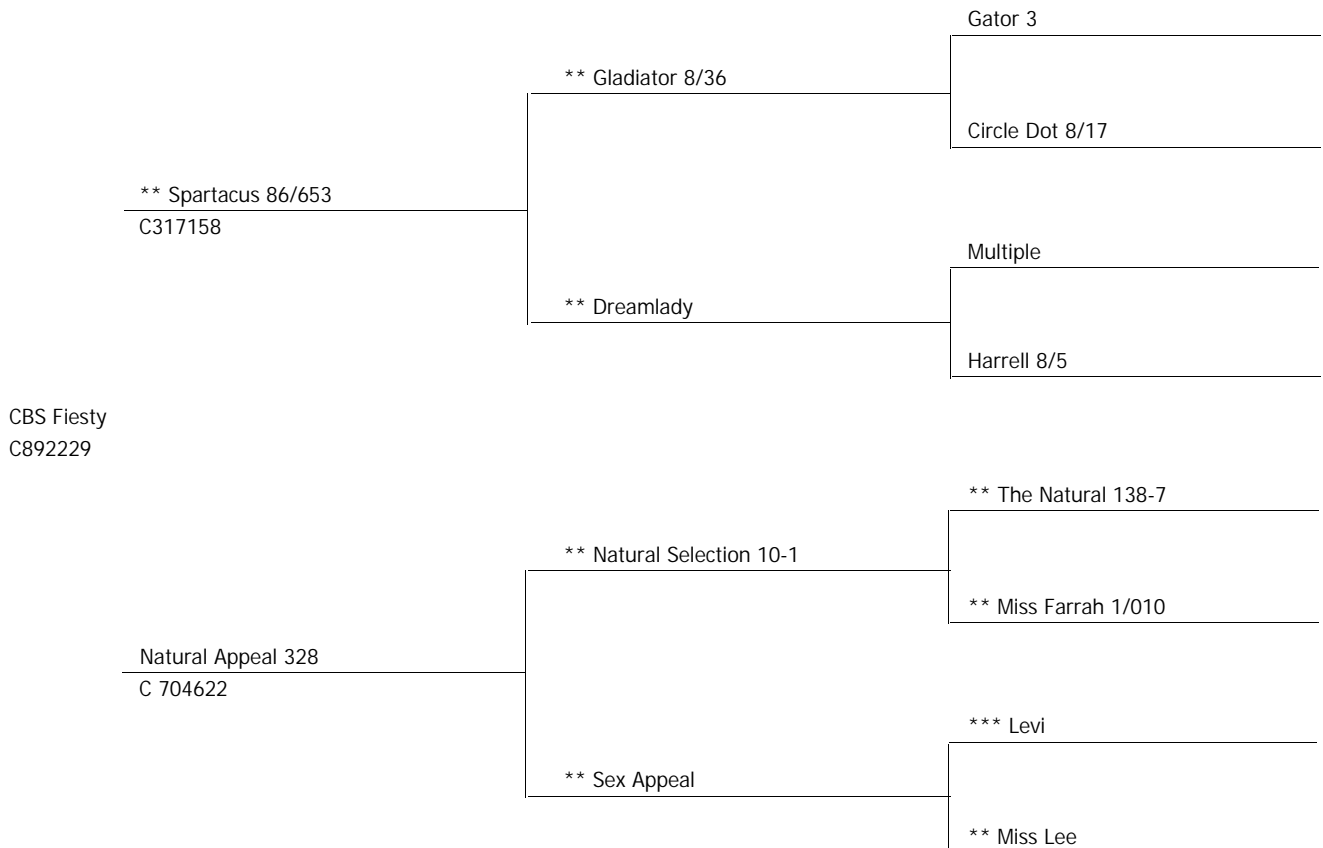 Gator 3
** Gladiator 8/36
Circle Dot 8/17
** Spartacus 86/653
C317158
Multiple
** Dreamlady
Harrell 8/5
CBS Fiesty
C892229
** The Natural 138-7
** Natural Selection 10-1
** Miss Farrah 1/010
Natural Appeal 328
C 704622
*** Levi
** Sex Appeal
** Miss Lee